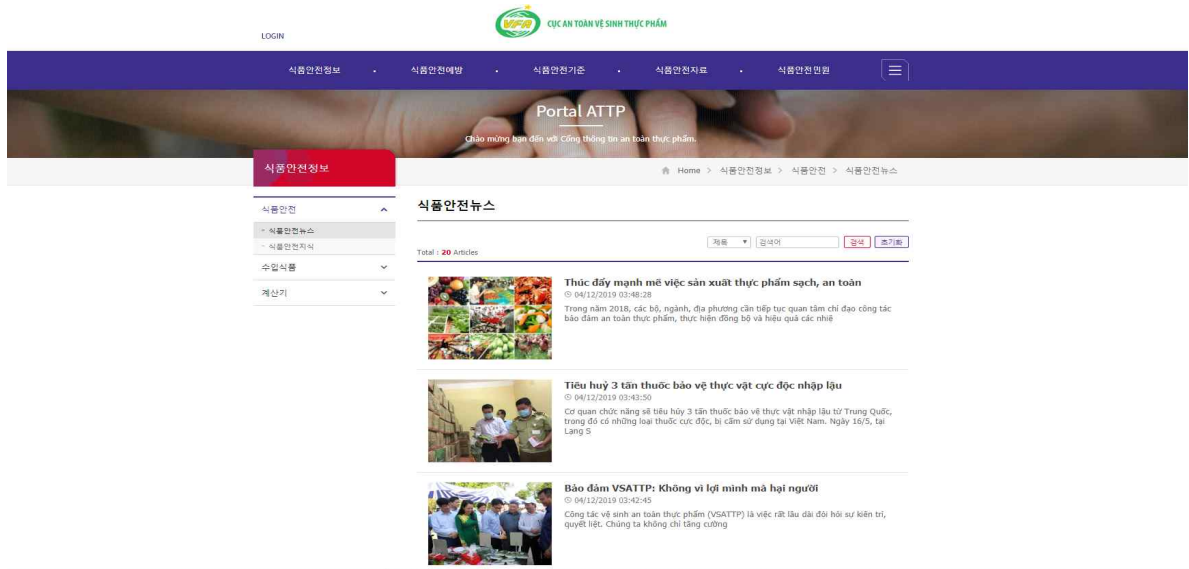 LOGIN
VFA
CỤC AN TOÀN VỆ SINH THỰC PHẨM
식품안전정보 · 식품안전예방 · 식품안전기준 · 식품안전자료 · 식품안전민원
Portal ATTP
Chào mừng bạn đến với Cổng thông tin an toàn thực phẩm.
식품안전정보
Home > 식품안전정보 > 식품안전 > 식품안전뉴스
식품안전
- 식품안전뉴스
- 식품안전지식
수입식품
계산기
식품안전뉴스
Total : 20 Articles
제목 ▼ 검색어 검색 초기화
Thúc đẩy mạnh mẽ việc sản xuất thực phẩm sạch, an toàn
04/12/2019 03:48:28
Trong năm 2018, các bộ, ngành, địa phương cần tiếp tục quan tâm chỉ đạo công tác
bảo đảm an toàn thực phẩm, thực hiện đồng bộ và hiệu quả các nhiệ
Tiêu huỷ 3 tấn thuốc bảo vệ thực vật cực độc nhập lậu
04/12/2019 03:43:50
Cơ quan chức năng sẽ tiêu hủy 3 tấn thuốc bảo vệ thực vật nhập lậu từ Trung Quốc,
trong đó có những loại thuốc cực độc, bị cấm sử dụng tại Việt Nam. Ngày 16/5, tại
Lạng S
Bảo đảm VSATTP: Không vì lợi mình mà hại người
04/12/2019 03:42:45
Công tác vệ sinh an toàn thực phẩm (VSATTP) là việc rất lâu dài đòi hỏi sự kiên trì,
quyết liệt. Chúng ta không chỉ tăng cường